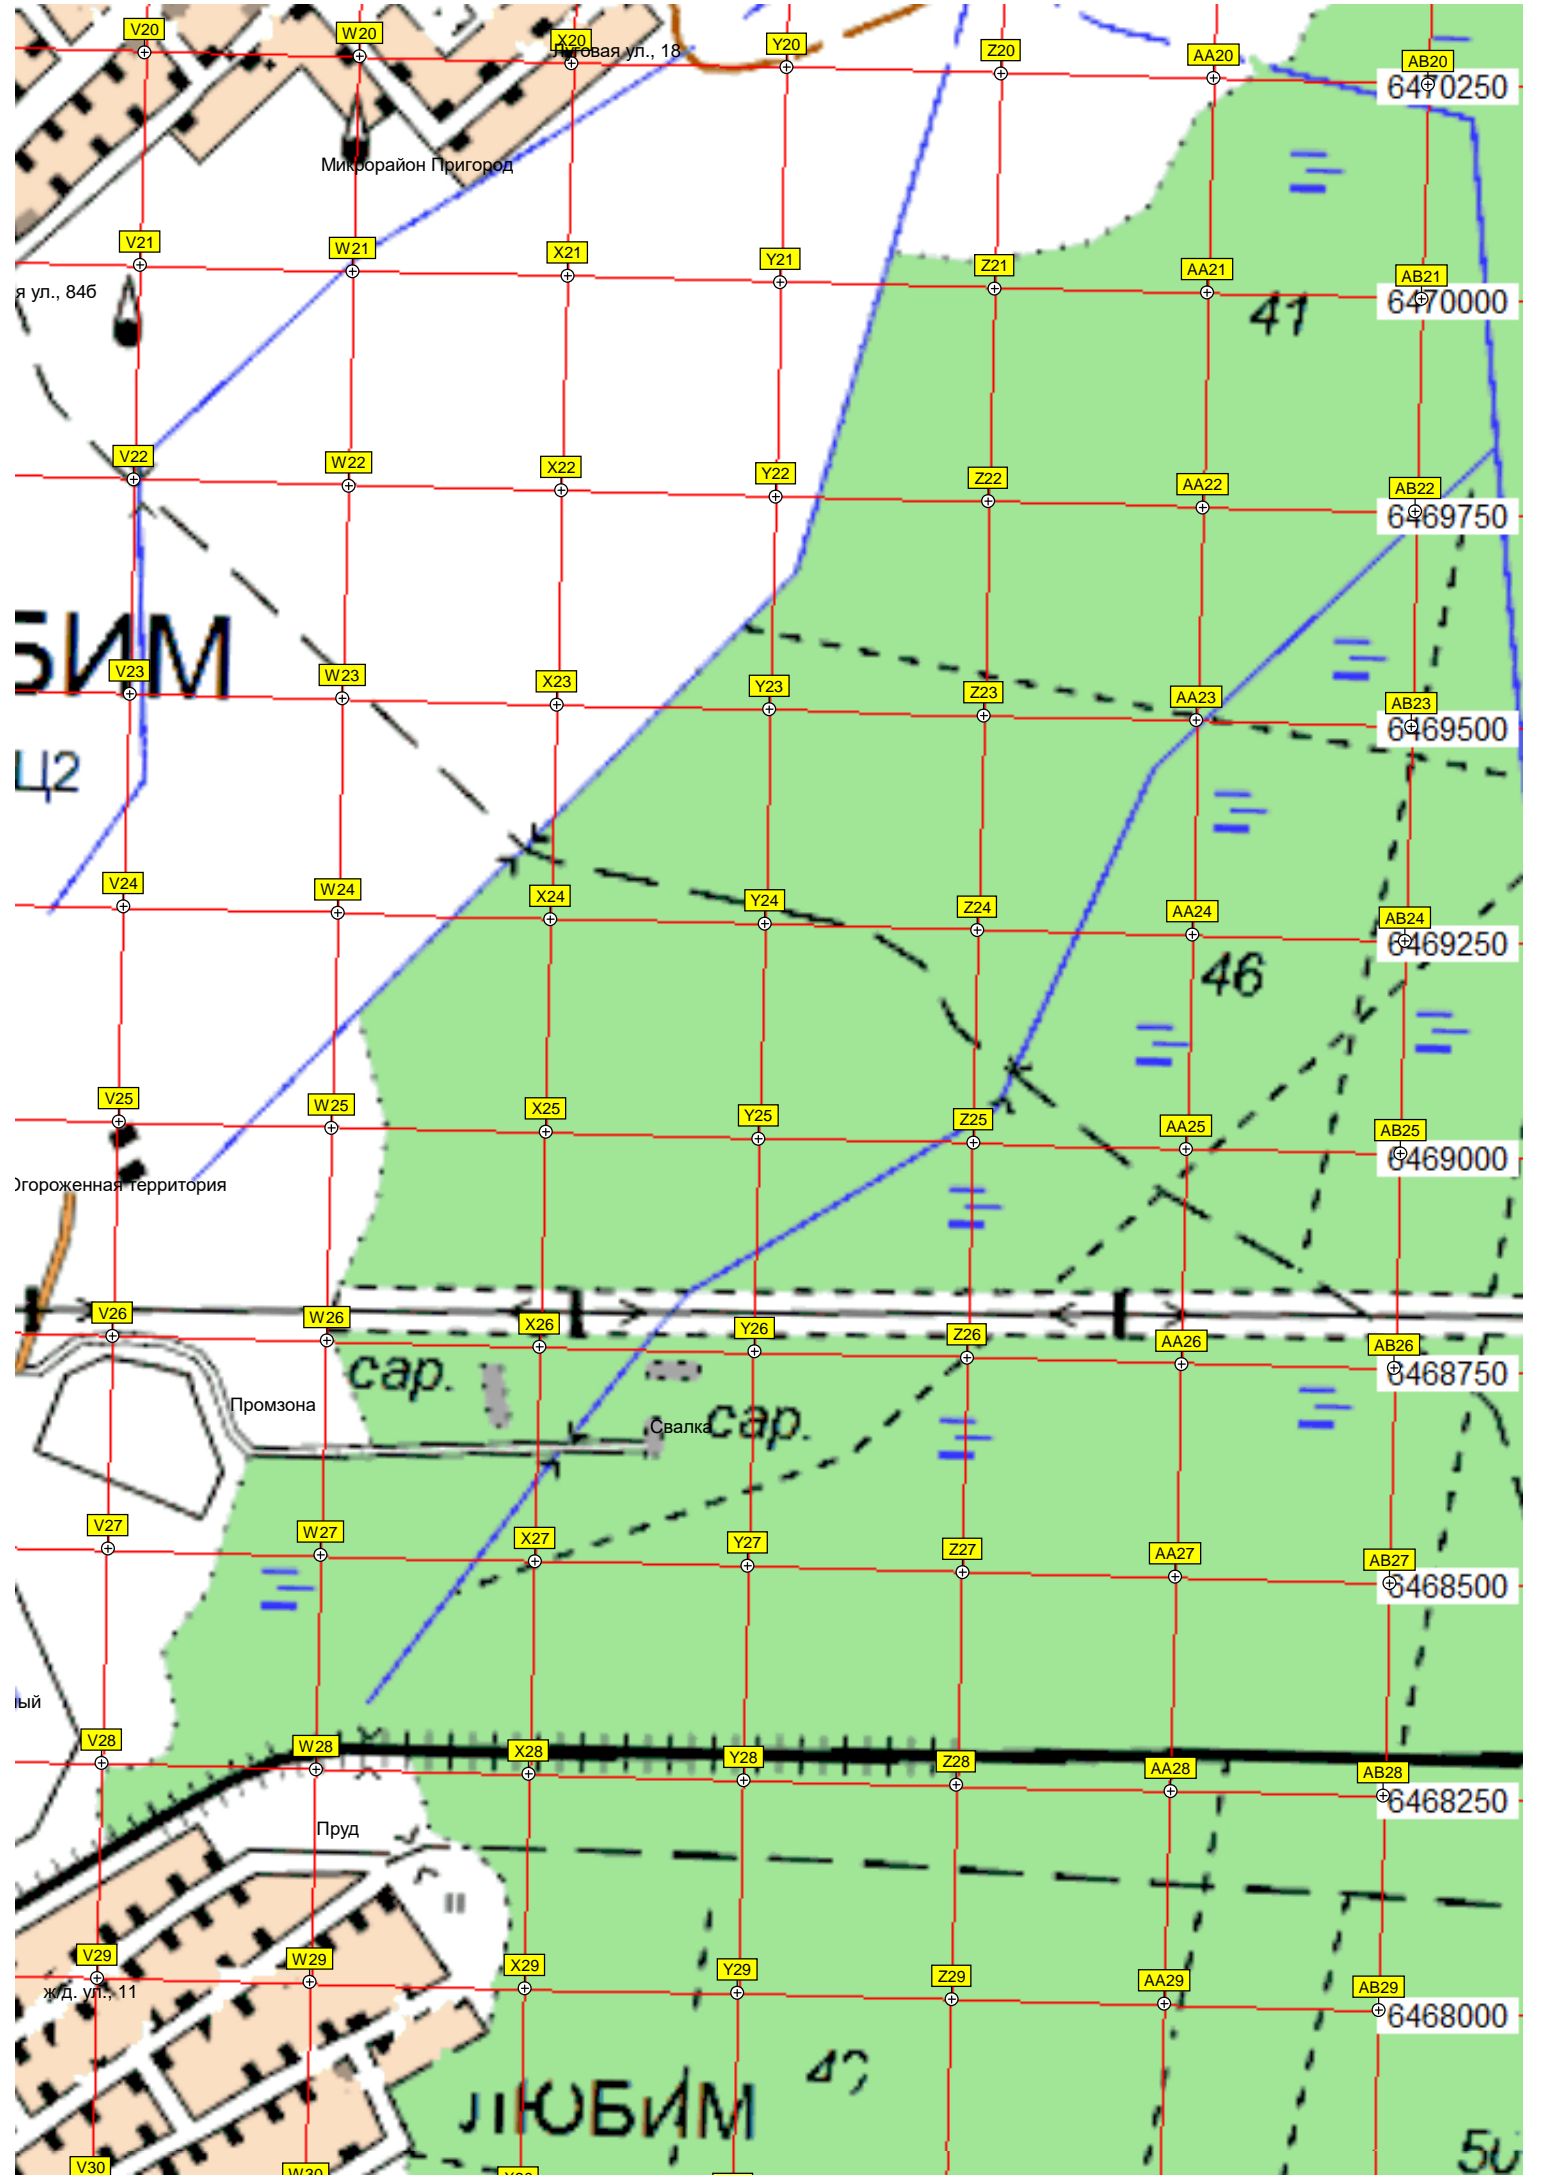 V20 W20 X20 Y20 Z20 AA20 AB20
Луговая ул., 18
6470250
Микрорайон Пригород
V21 W21 X21 Y21 Z21 AA21 AB21
я ул., 84б
41
6470000
V22 W22 X22 Y22 Z22 AA22 AB22
6469750
БИМ
V23 W23 X23 Y23 Z23 AA23 AB23
6469500
Ц2
V24 W24 X24 Y24 Z24 AA24 AB24
6469250
46
V25 W25 X25 Y25 Z25 AA25 AB25
6469000
Огороженная территория
V26 W26 X26 Y26 Z26 AA26 AB26
6468750
сар.
Промзона
Свалка
сар.
V27 W27 X27 Y27 Z27 AA27 AB27
6468500
ый
V28 W28 X28 Y28 Z28 AA28 AB28
6468250
Пруд
V29 W29 X29 Y29 Z29 AA29 AB29
ж/д. ул., 11
6468000
ЛЮБИМ
V30 W30